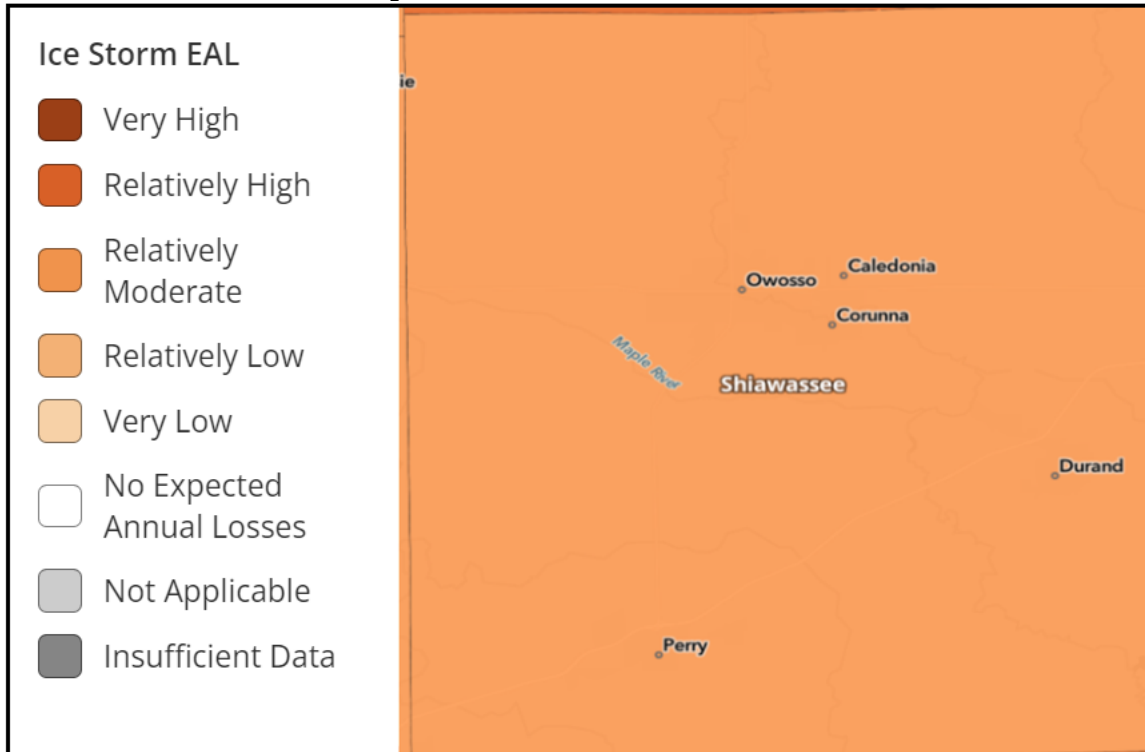 Ice Storm EAL
Very High
Relatively High
Relatively
Moderate
Relatively Low
Very Low
No Expected
Annual Losses
Not Applicable
Insufficient Data
ie
Caledonia
Owosso
Corunna
Maple River
Shiawassee
Durand
Perry